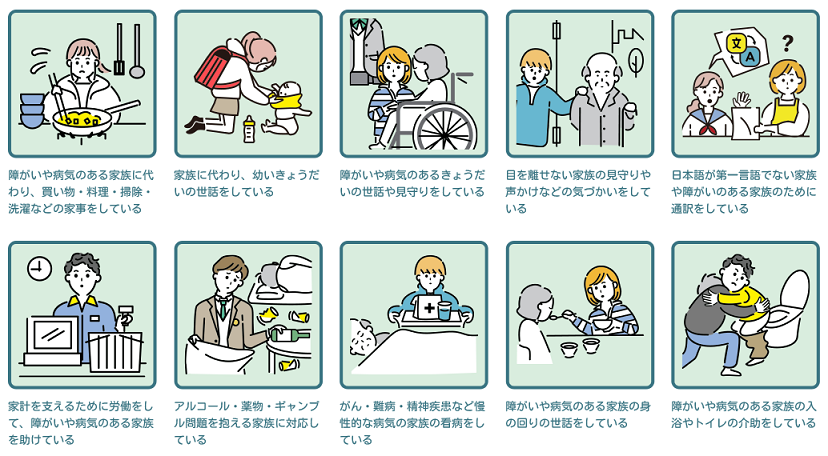 文
A
?
障がいや病気のある家族に代
わり、買い物・料理・掃除・
洗濯などの家事をしている
家族に代わり、幼いきょうだ
いの世話をしている
障がいや病気のあるきょうだ
いの世話や見守りをしている
目を離せない家族の見守りや
声かけなどの気づかいをして
いる
日本語が第一言語でない家族
や障がいのある家族のために
通訳をしている
家計を支えるために労働をし
て、障がいや病気のある家族
を助けている
アルコール・薬物・ギャンブ
ル問題を抱える家族に対応し
ている
がん・難病・精神疾患など慢
性的な病気の家族の看病をし
ている
障がいや病気のある家族の身
の回りの世話をしている
障がいや病気のある家族の入
浴やトイレの介助をしている